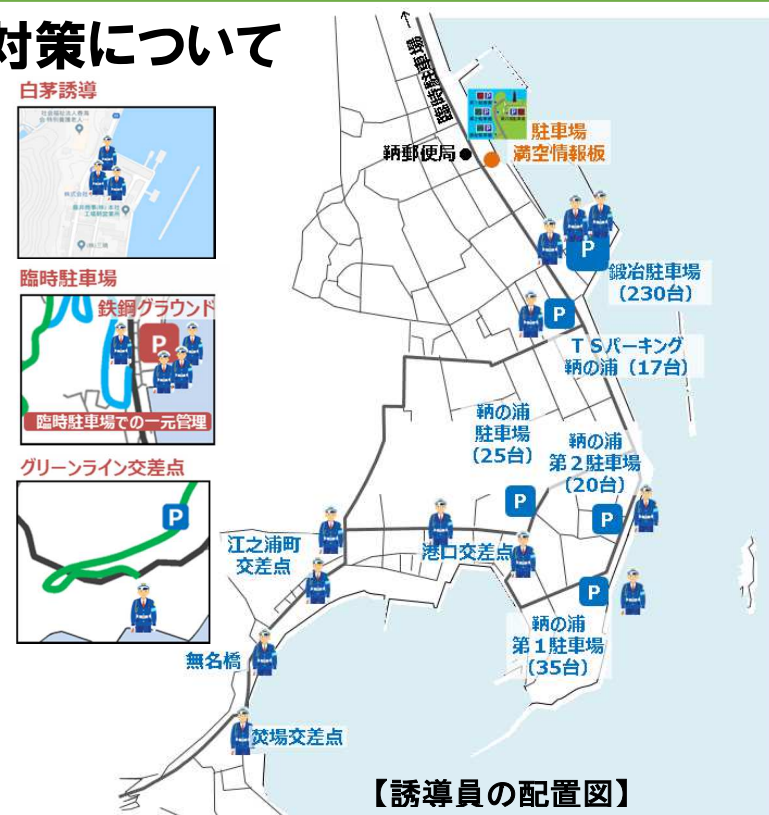 対策について
白茅誘導
臨時駐車場
鞆郵便局
駐車場
満空情報板
鍛冶駐車場
(230台)
臨時駐車場
鉄鋼グラウンド
P
臨時駐車場での一元管理
P
P
TSパーキング
鞆の浦(17台)
鞆の浦
駐車場
(25台)
鞆の浦
第2駐車場
(20台)
グリーンライン交差点
P
P
P
江之浦町
交差点
港口交差点
P
鞆の浦
第1駐車場
(35台)
無名橋
焚場交差点
【誘導員の配置図】